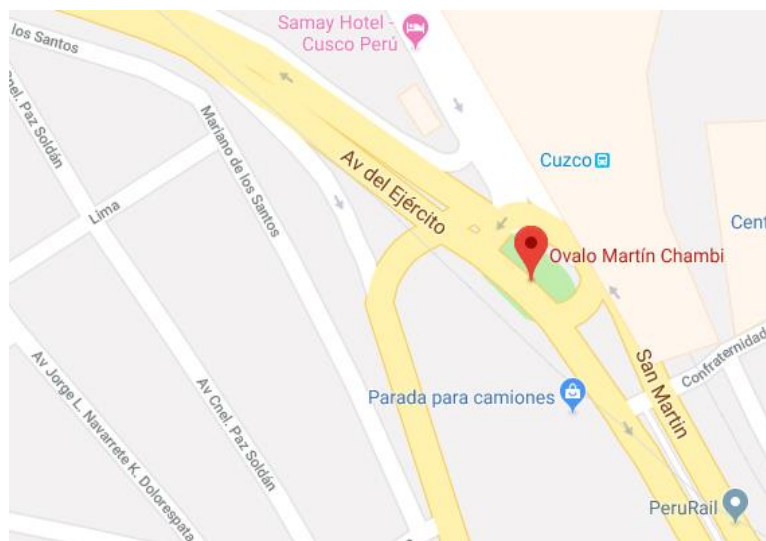 Samay Hotel -
Cusco Perú
los Santos
Cnel. Paz Soldán
Mariano de los Santos
Av del Ejército
Cuzco
Lima
Cent
Ovalo Martín Chambi
Confraternidad
San Martin
Parada para camiones
Av Jorge L. Navarrete K. Dolorespata
Av Cnel. Paz Soldán
PeruRail